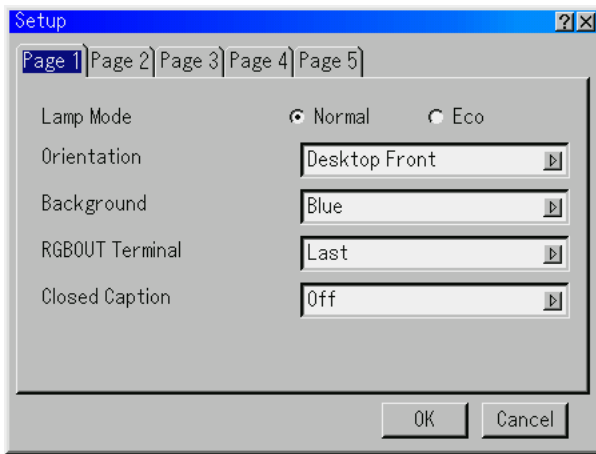 Setup
Page 1 Page 2 Page 3 Page 4 Page 5
Lamp Mode Normal Eco
Orientation Desktop Front
Background Blue
RGBOUT Terminal Last
Closed Caption Off
OK Cancel